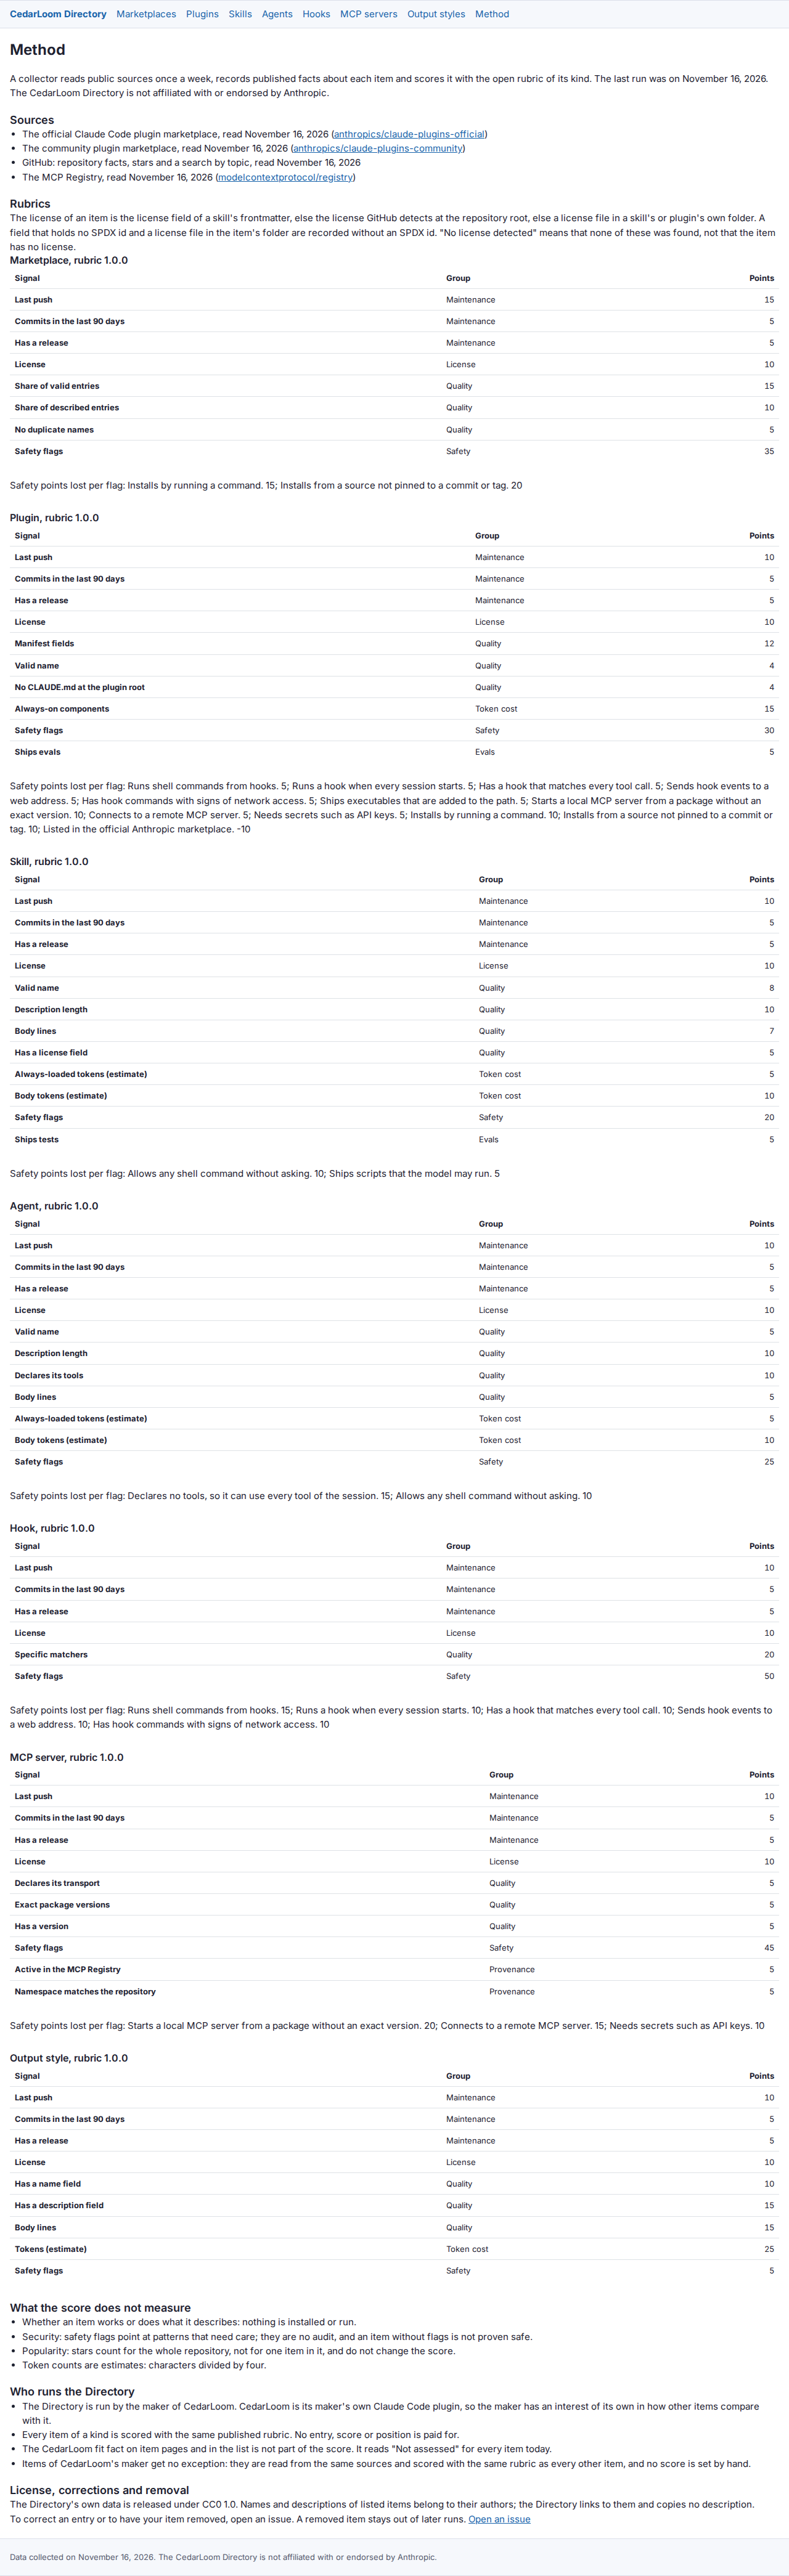 CedarLoom Directory Marketplaces Plugins Skills Agents Hooks MCP servers Output styles Method
Method
A collector reads public sources once a week, records published facts about each item and scores it with the open rubric of its kind. The last run was on November 16, 2026.
The CedarLoom Directory is not affiliated with or endorsed by Anthropic.
Sources
• The official Claude Code plugin marketplace, read November 16, 2026 (anthropics/claude-plugins-official)
• The community plugin marketplace, read November 16, 2026 (anthropics/claude-plugins-community)
• GitHub: repository facts, stars and a search by topic, read November 16, 2026
• The MCP Registry, read November 16, 2026 (modelcontextprotocol/registry)
Rubrics
The license of an item is the license field of a skill's frontmatter, else the license GitHub detects at the repository root, else a license file in a skill's or plugin's own folder. A
field that holds no SPDX id and a license file in the item's folder are recorded without an SPDX id. "No license detected" means that none of these was found, not that the item
has no license.
Marketplace, rubric 1.0.0
Signal Group Points
Last push Maintenance 15
Commits in the last 90 days Maintenance 5
Has a release Maintenance 5
License License 10
Share of valid entries Quality 15
Share of described entries Quality 10
No duplicate names Quality 5
Safety flags Safety 35
Safety points lost per flag: Installs by running a command. 15; Installs from a source not pinned to a commit or tag. 20
Plugin, rubric 1.0.0
Signal Group Points
Last push Maintenance 10
Commits in the last 90 days Maintenance 5
Has a release Maintenance 5
License License 10
Manifest fields Quality 12
Valid name Quality 4
No CLAUDE.md at the plugin root Quality 4
Always-on components Token cost 15
Safety flags Safety 30
Ships evals Evals 5
Safety points lost per flag: Runs shell commands from hooks. 5; Runs a hook when every session starts. 5; Has a hook that matches every tool call. 5; Sends hook events to a
web address. 5; Has hook commands with signs of network access. 5; Ships executables that are added to the path. 5; Starts a local MCP server from a package without an
exact version. 10; Connects to a remote MCP server. 5; Needs secrets such as API keys. 5; Installs by running a command. 10; Installs from a source not pinned to a commit or
tag. 10; Listed in the official Anthropic marketplace. -10
Skill, rubric 1.0.0
Signal Group Points
Last push Maintenance 10
Commits in the last 90 days Maintenance 5
Has a release Maintenance 5
License License 10
Valid name Quality 8
Description length Quality 10
Body lines Quality 7
Has a license field Quality 5
Always-loaded tokens (estimate) Token cost 5
Body tokens (estimate) Token cost 10
Safety flags Safety 20
Ships tests Evals 5
Safety points lost per flag: Allows any shell command without asking. 10; Ships scripts that the model may run. 5
Agent, rubric 1.0.0
Signal Group Points
Last push Maintenance 10
Commits in the last 90 days Maintenance 5
Has a release Maintenance 5
License License 10
Valid name Quality 5
Description length Quality 10
Declares its tools Quality 10
Body lines Quality 5
Always-loaded tokens (estimate) Token cost 5
Body tokens (estimate) Token cost 10
Safety flags Safety 25
Safety points lost per flag: Declares no tools, so it can use every tool of the session. 15; Allows any shell command without asking. 10
Hook, rubric 1.0.0
Signal Group Points
Last push Maintenance 10
Commits in the last 90 days Maintenance 5
Has a release Maintenance 5
License License 10
Specific matchers Quality 20
Safety flags Safety 50
Safety points lost per flag: Runs shell commands from hooks. 15; Runs a hook when every session starts. 10; Has a hook that matches every tool call. 10; Sends hook events to
a web address. 10; Has hook commands with signs of network access. 10
MCP server, rubric 1.0.0
Signal Group Points
Last push Maintenance 10
Commits in the last 90 days Maintenance 5
Has a release Maintenance 5
License License 10
Declares its transport Quality 5
Exact package versions Quality 5
Has a version Quality 5
Safety flags Safety 45
Active in the MCP Registry Provenance 5
Namespace matches the repository Provenance 5
Safety points lost per flag: Starts a local MCP server from a package without an exact version. 20; Connects to a remote MCP server. 15; Needs secrets such as API keys. 10
Output style, rubric 1.0.0
Signal Group Points
Last push Maintenance 10
Commits in the last 90 days Maintenance 5
Has a release Maintenance 5
License License 10
Has a name field Quality 10
Has a description field Quality 15
Body lines Quality 15
Tokens (estimate) Token cost 25
Safety flags Safety 5
What the score does not measure
• Whether an item works or does what it describes: nothing is installed or run.
• Security: safety flags point at patterns that need care; they are no audit, and an item without flags is not proven safe.
• Popularity: stars count for the whole repository, not for one item in it, and do not change the score.
• Token counts are estimates: characters divided by four.
Who runs the Directory
• The Directory is run by the maker of CedarLoom. CedarLoom is its maker's own Claude Code plugin, so the maker has an interest of its own in how other items compare
with it.
• Every item of a kind is scored with the same published rubric. No entry, score or position is paid for.
• The CedarLoom fit fact on item pages and in the list is not part of the score. It reads "Not assessed" for every item today.
• Items of CedarLoom's maker get no exception: they are read from the same sources and scored with the same rubric as every other item, and no score is set by hand.
License, corrections and removal
The Directory's own data is released under CC0 1.0. Names and descriptions of listed items belong to their authors; the Directory links to them and copies no description.
To correct an entry or to have your item removed, open an issue. A removed item stays out of later runs. Open an issue
Data collected on November 16, 2026. The CedarLoom Directory is not affiliated with or endorsed by Anthropic.